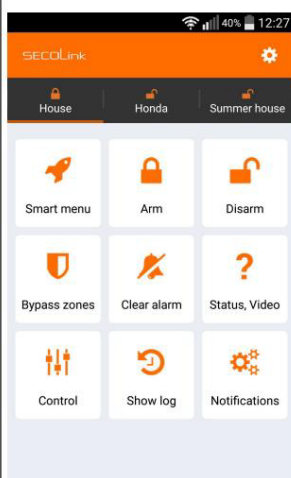 40% 12:27
SECOLink
House Honda Summer house
Smart menu Arm Disarm
Bypass zones Clear alarm Status, Video
Control Show log Notifications